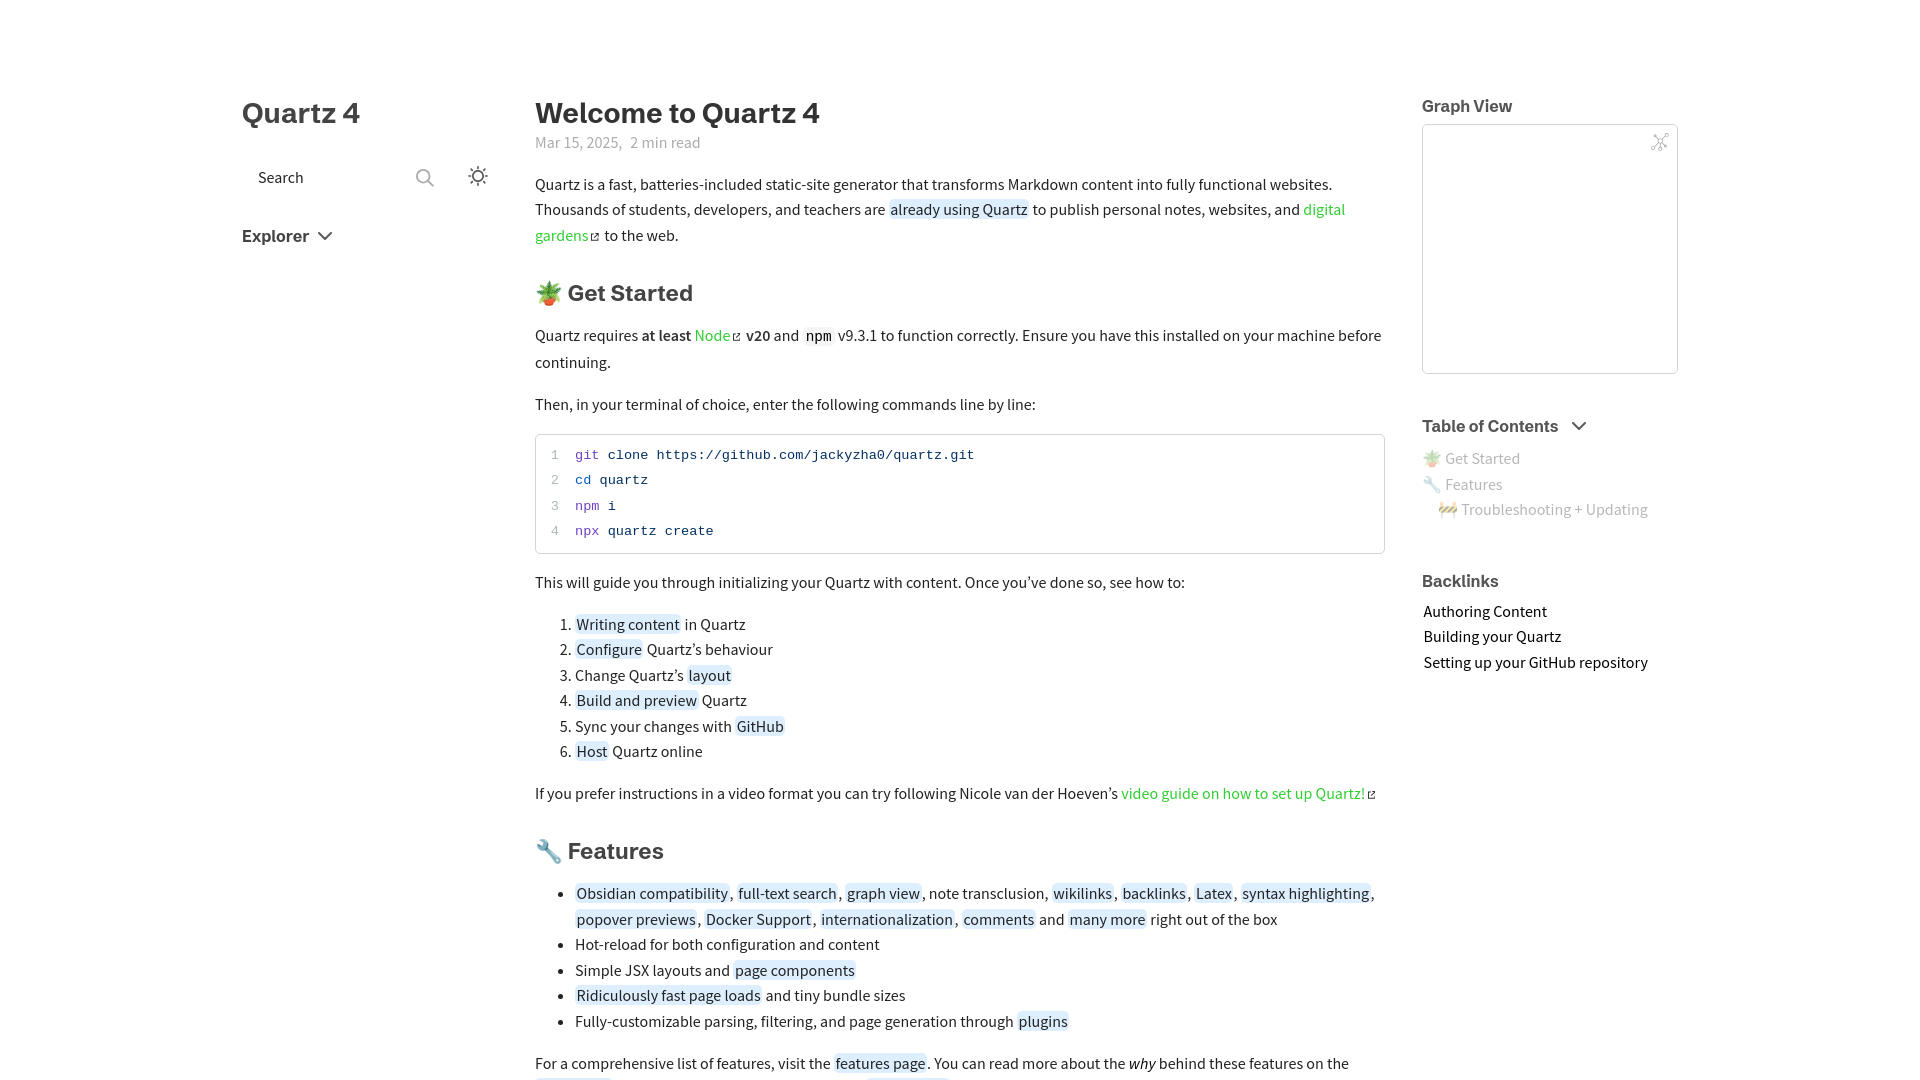 Quartz 4
Search
Explorer
Welcome to Quartz 4
Mar 15, 2025, 2 min read
Quartz is a fast, batteries-included static-site generator that transforms Markdown content into fully functional websites.
Thousands of students, developers, and teachers are already using Quartz to publish personal notes, websites, and digital
gardens to the web.
🪴 Get Started
Quartz requires at least Node v20 and npm v9.3.1 to function correctly. Ensure you have this installed on your machine before
continuing.
Then, in your terminal of choice, enter the following commands line by line:
1 git clone https://github.com/jackyzha0/quartz.git
2 cd quartz
3 npm i
4 npx quartz create
This will guide you through initializing your Quartz with content. Once you’ve done so, see how to:
1. Writing content in Quartz
2. Configure Quartz’s behaviour
3. Change Quartz’s layout
4. Build and preview Quartz
5. Sync your changes with GitHub
6. Host Quartz online
If you prefer instructions in a video format you can try following Nicole van der Hoeven’s video guide on how to set up Quartz!
🔧 Features
• Obsidian compatibility, full-text search, graph view, note transclusion, wikilinks, backlinks, Latex, syntax highlighting,
popover previews, Docker Support, internationalization, comments and many more right out of the box
• Hot-reload for both configuration and content
• Simple JSX layouts and page components
• Ridiculously fast page loads and tiny bundle sizes
• Fully-customizable parsing, filtering, and page generation through plugins
For a comprehensive list of features, visit the features page. You can read more about the why behind these features on the
Graph View
Table of Contents
🪴 Get Started
🔧 Features
🚧 Troubleshooting + Updating
Backlinks
Authoring Content
Building your Quartz
Setting up your GitHub repository